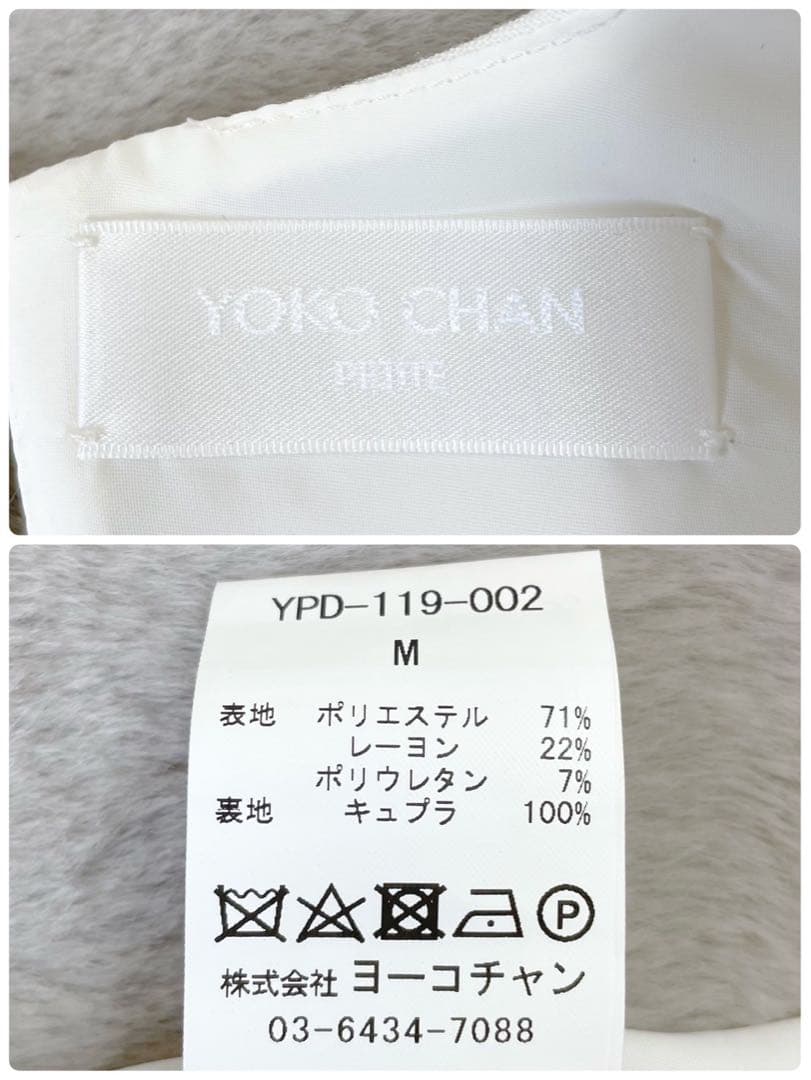 YOKO CHAN
PETITE
YPD-119-002
M
表地 ポリエステル 71%
レーヨン 22%
ポリウレタン 7%
裏地 キュプラ 100%
P
株式会社 ヨーコチャン
03-6434-7088